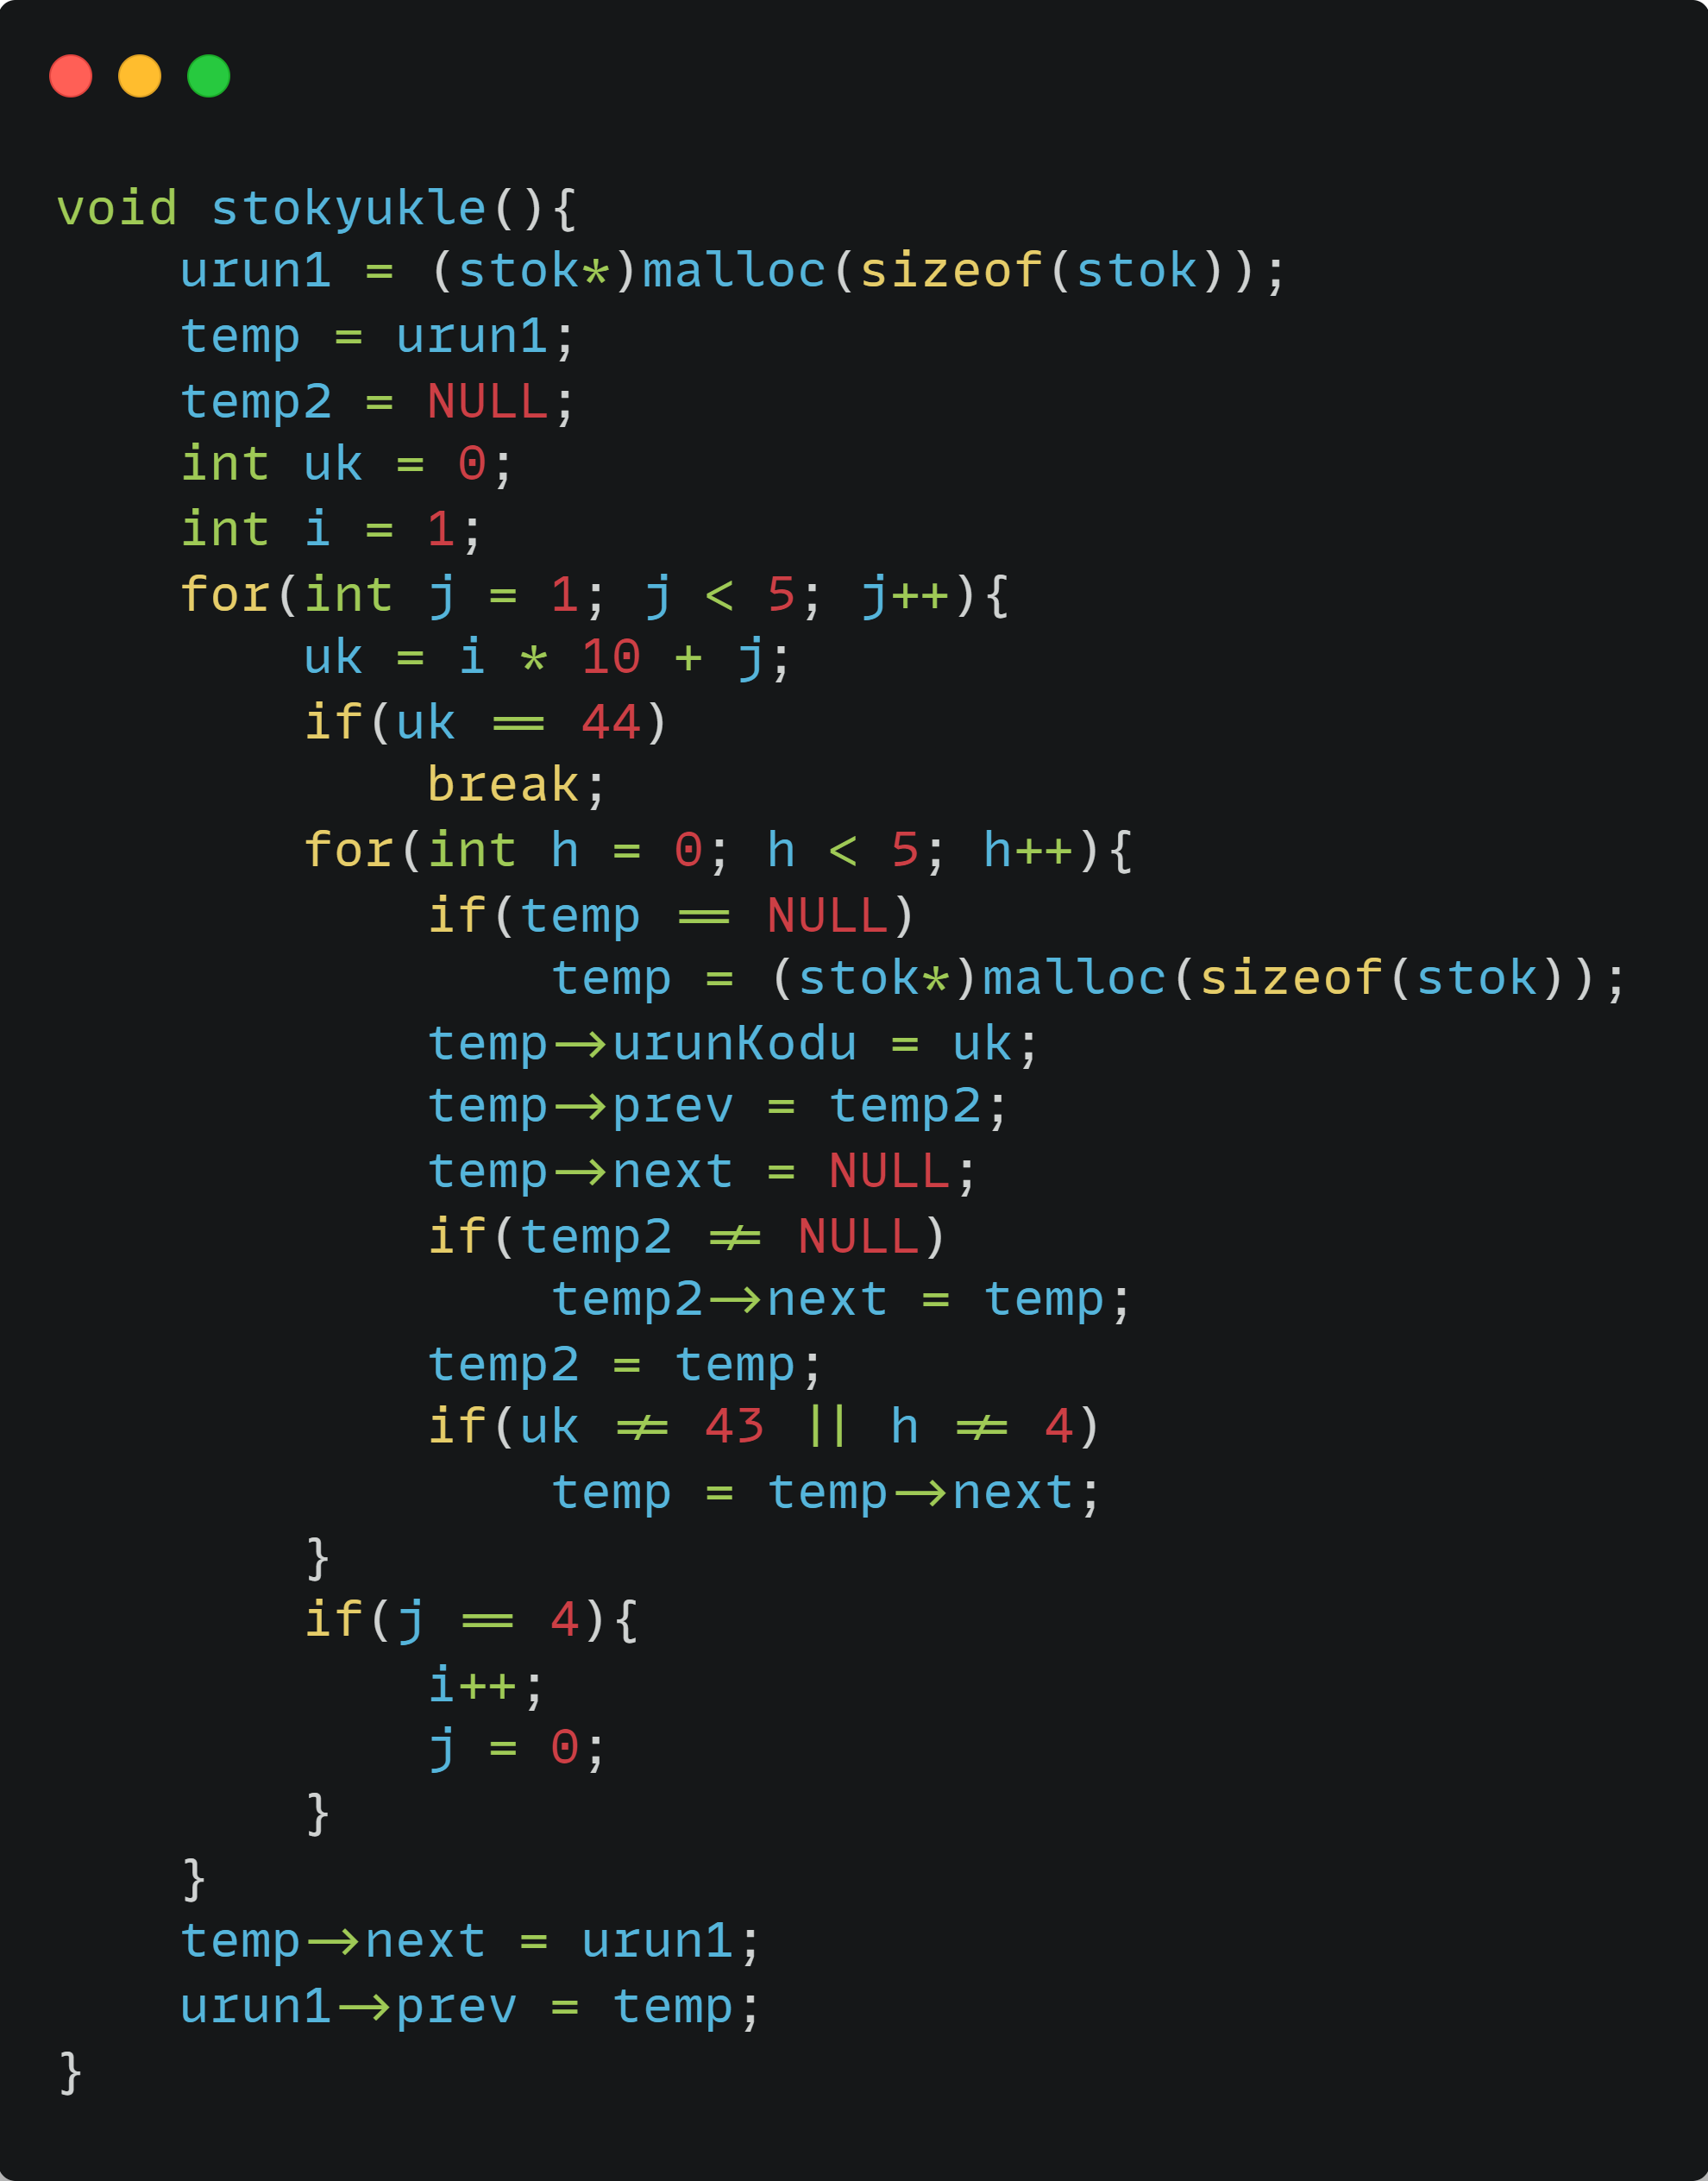 void stokyukle(){
    urun1 = (stok*)malloc(sizeof(stok));
    temp = urun1;
    temp2 = NULL;
    int uk = 0;
    int i = 1;
    for(int j = 1; j < 5; j++){
        uk = i * 10 + j;
        if(uk == 44)
            break;
        for(int h = 0; h < 5; h++){
            if(temp == NULL)
                temp = (stok*)malloc(sizeof(stok));
            temp->urunKodu = uk;
            temp->prev = temp2;
            temp->next = NULL;
            if(temp2 != NULL)
                temp2->next = temp;
            temp2 = temp;
            if(uk != 43 || h != 4)
                temp = temp->next;
        }
        if(j == 4){
            i++;
            j = 0;
        }
    }
    temp->next = urun1;
    urun1->prev = temp;
}